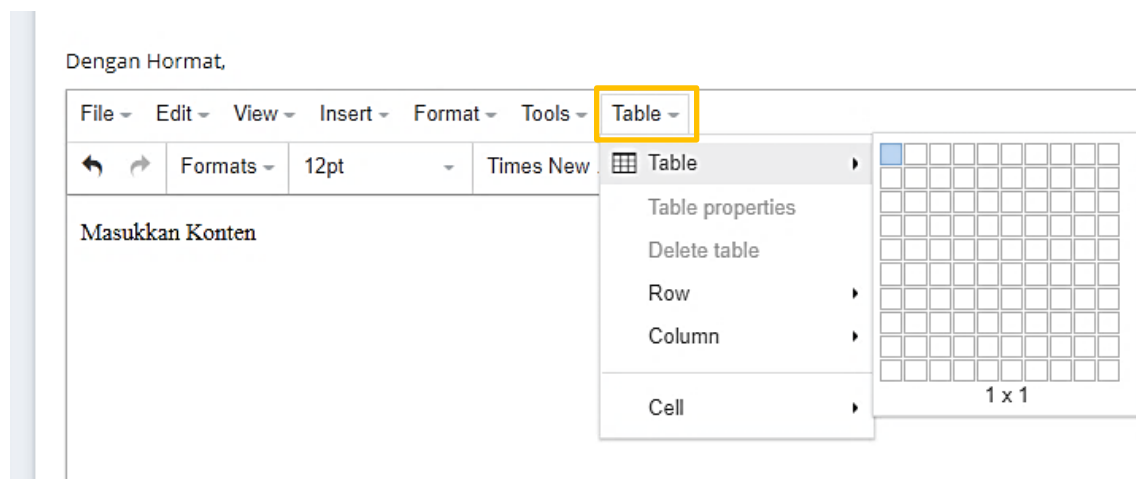 Dengan Hormat,
File Edit View Insert Format Tools Table
Formats 12pt Times New
Masukkan Konten
Table
Table properties
Delete table
Row
Column
Cell
1 x 1